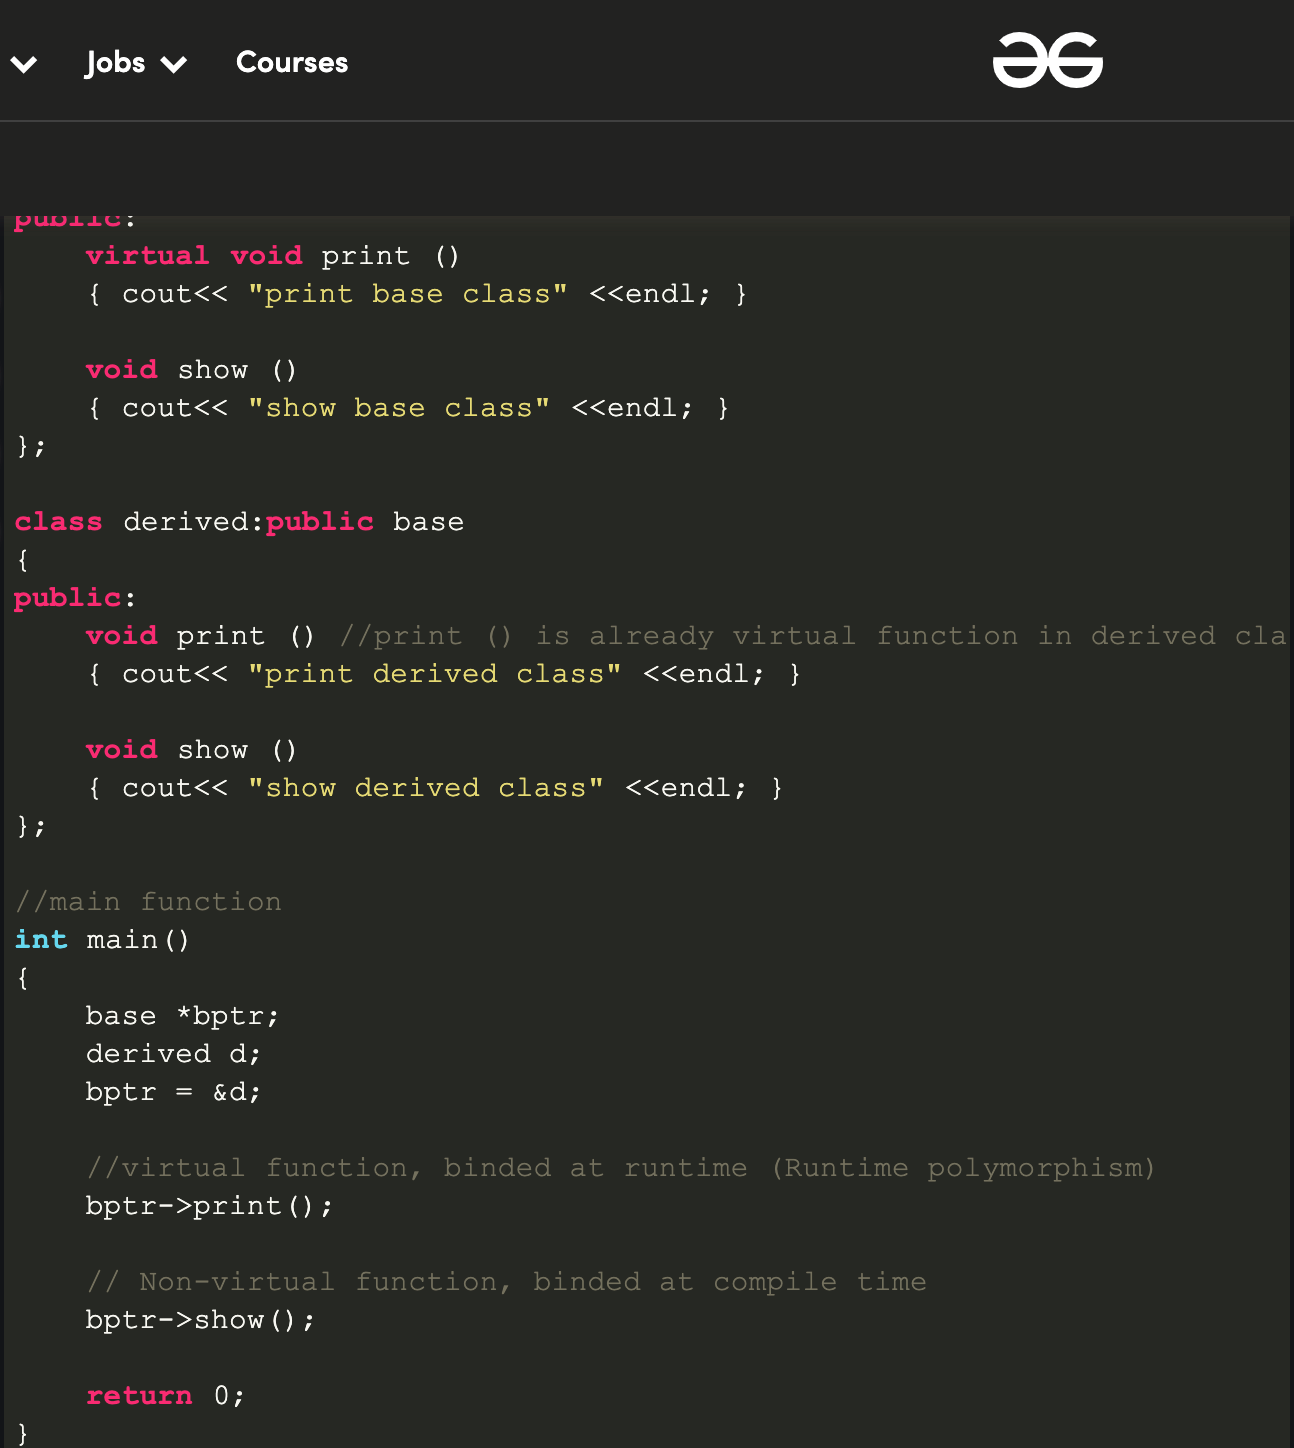 Jobs Courses
public:
virtual void print ()
{ cout<< "print base class" <<endl; }
void show ()
{ cout<< "show base class" <<endl; }
};
class derived:public base
{
public:
void print () //print () is already virtual function in derived cla
{ cout<< "print derived class" <<endl; }
void show ()
{ cout<< "show derived class" <<endl; }
};
//main function
int main()
{
base *bptr;
derived d;
bptr = &d;
//virtual function, binded at runtime (Runtime polymorphism)
bptr->print();
// Non-virtual function, binded at compile time
bptr->show();
return 0;
}